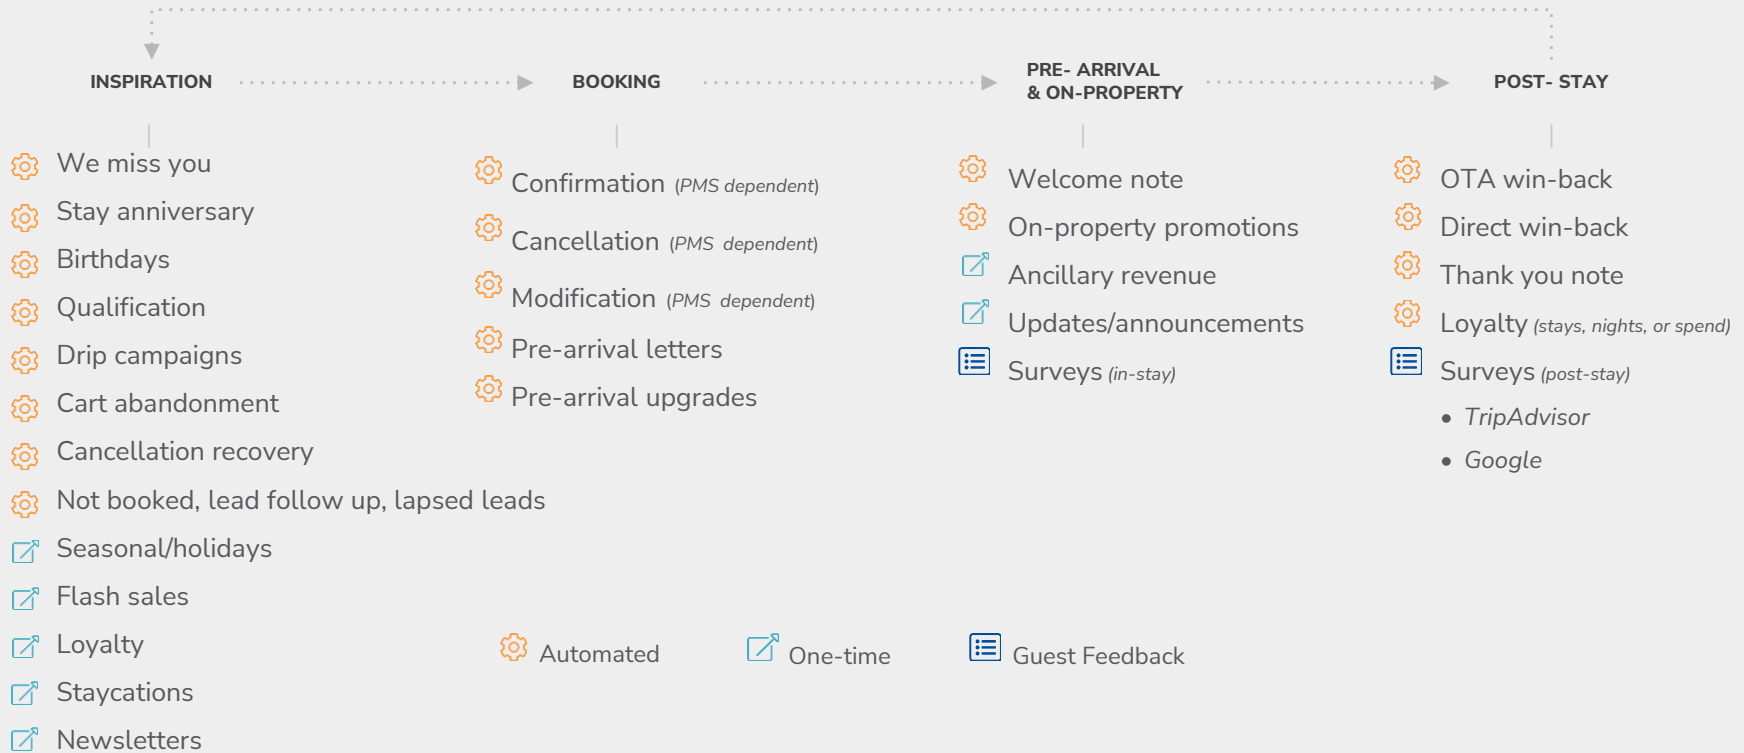 INSPIRATION
We miss you
Stay anniversary
Birthdays
Qualification
Drip campaigns
Cart abandonment
Cancellation recovery
Not booked, lead follow up, lapsed leads
Seasonal/holidays
Flash sales
Loyalty
Staycations
Newsletters
BOOKING
Confirmation (PMS dependent)
Cancellation (PMS dependent)
Modification (PMS dependent)
Pre-arrival letters
Pre-arrival upgrades
PRE- ARRIVAL
& ON-PROPERTY
Welcome note
On-property promotions
Ancillary revenue
Updates/announcements
Surveys (in-stay)
POST- STAY
OTA win-back
Direct win-back
Thank you note
Loyalty (stays, nights, or spend)
Surveys (post-stay)
• TripAdvisor
• Google
Automated
One-time
Guest Feedback